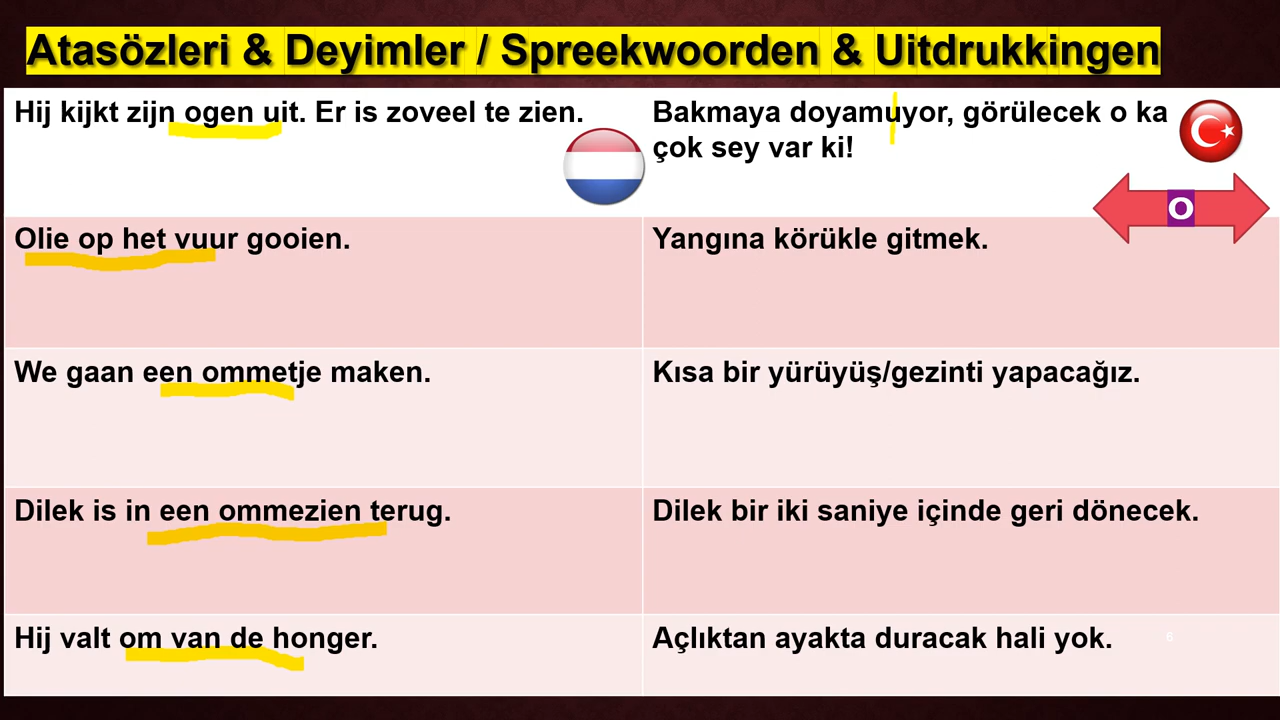 Atasözleri & Deyimler / Spreekwoorden & Uitdrukkingen
Hij kijkt zijn ogen uit. Er is zoveel te zien.
Bakmaya doyamuyor, görülecek o ka
çok sey var ki!
O
Olie op het vuur gooien.
Yangına körükle gitmek.
We gaan een ommetje maken.
Kısa bir yürüyüş/gezinti yapacağız.
Dilek is in een ommezien terug.
Dilek bir iki saniye içinde geri dönecek.
Hij valt om van de honger.
Açlıktan ayakta duracak hali yok.
6